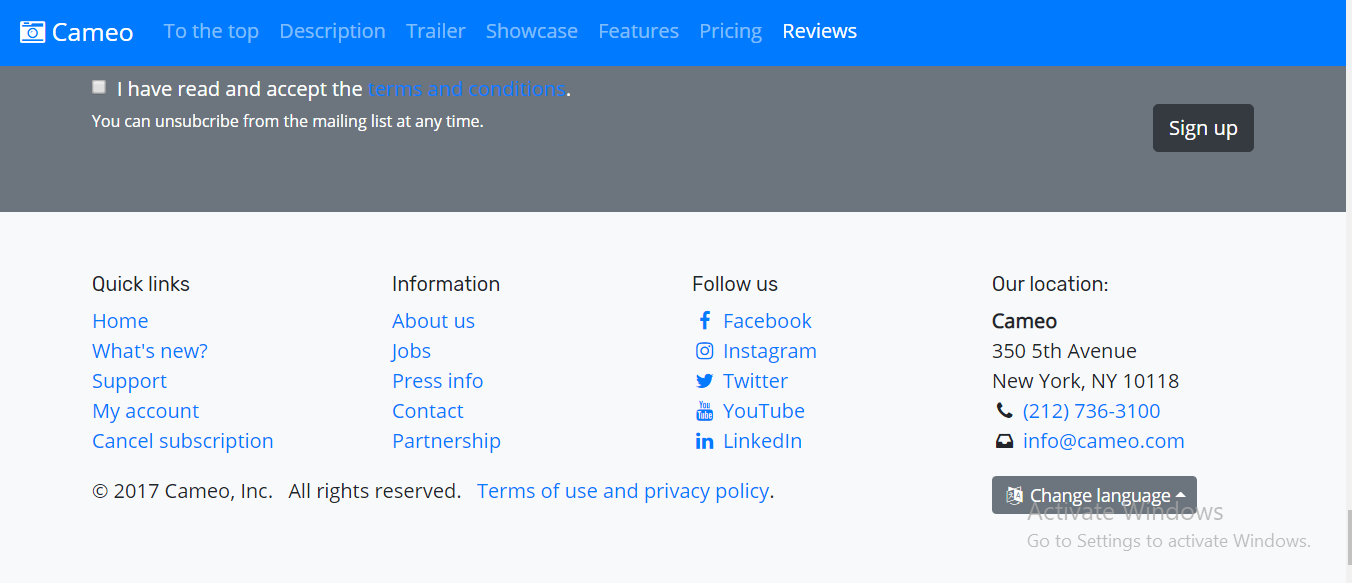 Cameo To the top Description Trailer Showcase Features Pricing Reviews
I have read and accept the terms and conditions.
You can unsubcribe from the mailing list at any time.
Sign up
Quick links
Home
What's new?
Support
My account
Cancel subscription
Information
About us
Jobs
Press info
Contact
Partnership
Follow us
Facebook
Instagram
Twitter
YouTube
LinkedIn
Our location:
Cameo
350 5th Avenue
New York, NY 10118
(212) 736-3100
info@cameo.com
© 2017 Cameo, Inc. All rights reserved. Terms of use and privacy policy.
Change language
Activate Windows
Go to Settings to activate Windows.